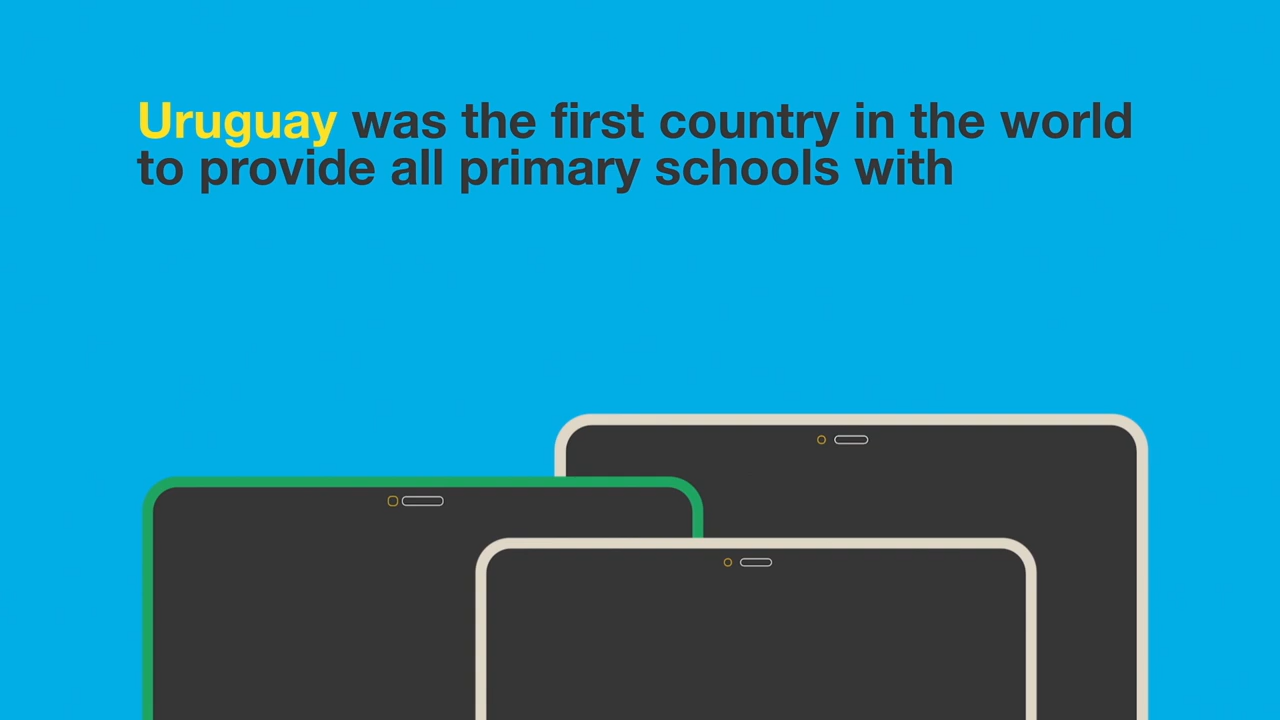 Uruguay was the first country in the world
to provide all primary schools with